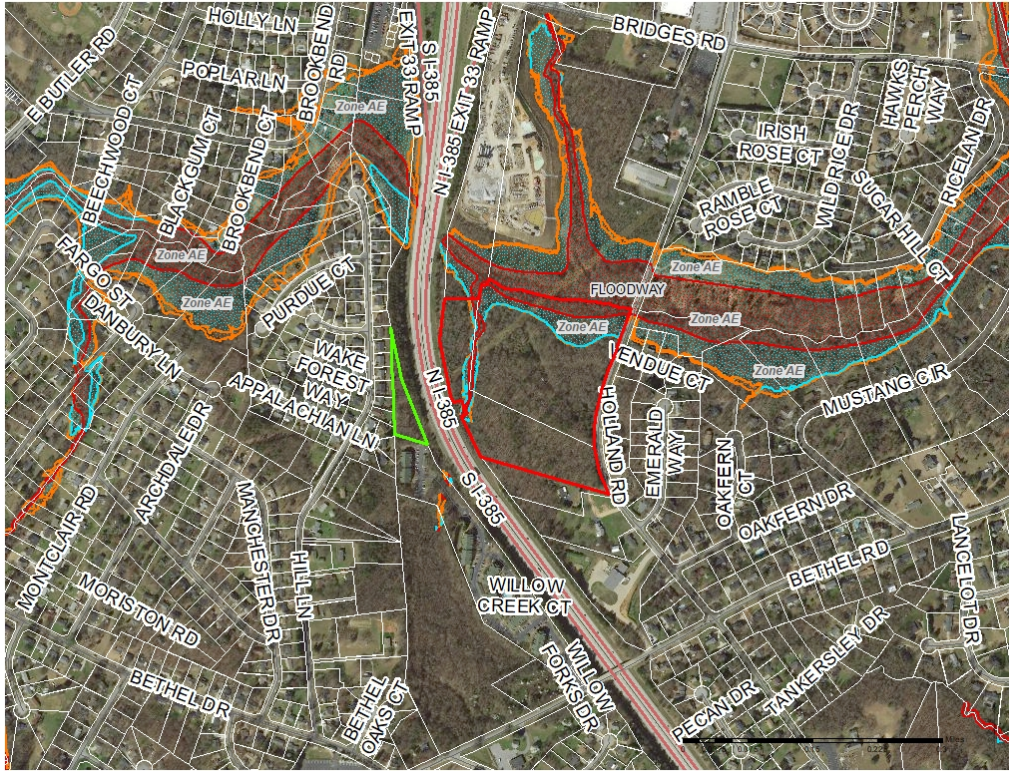 HOLLY LN
E BUTLER RD
POPLAR LN
BROOKBEND
RD
EXIT 33 RAMP
S I-385
N I-385 EXIT 33 RAMP
BRIDGES RD
HAWKS
PERCH
WAY
RICELAN DR
IRISH
ROSE CT
WILD RICE DR
RAMBLE
ROSE CT
SUGAR HILL CT
BEECHWOOD CT
BLACKGUM CT
BROOKBEND CT
Zone AE
Zone AE
Zone AE
Zone AE
FLOODWAY
Zone AE
Zone AE
Zone AE
FARGO ST
DANBURY LN
PURDUE CT
WAKE
FOREST
WAY
APPALACHIAN LN
N I-385
VENDUE CT
HOLLAND RD
EMERALD
WAY
MUSTANG CIR
OAKFERN
CT
OAKFERN DR
BETHEL RD
LANCELOT DR
ARCHDALE DR
MONTCLAIR RD
MANCHESTER DR
HILL LN
S I-385
MORISTON RD
BETHEL DR
BETHEL
OAKS CT
WILLOW
CREEK CT
WILLOW
FORKS DR
PECAN DR
TANKERSLEY DR
0.15
Miles